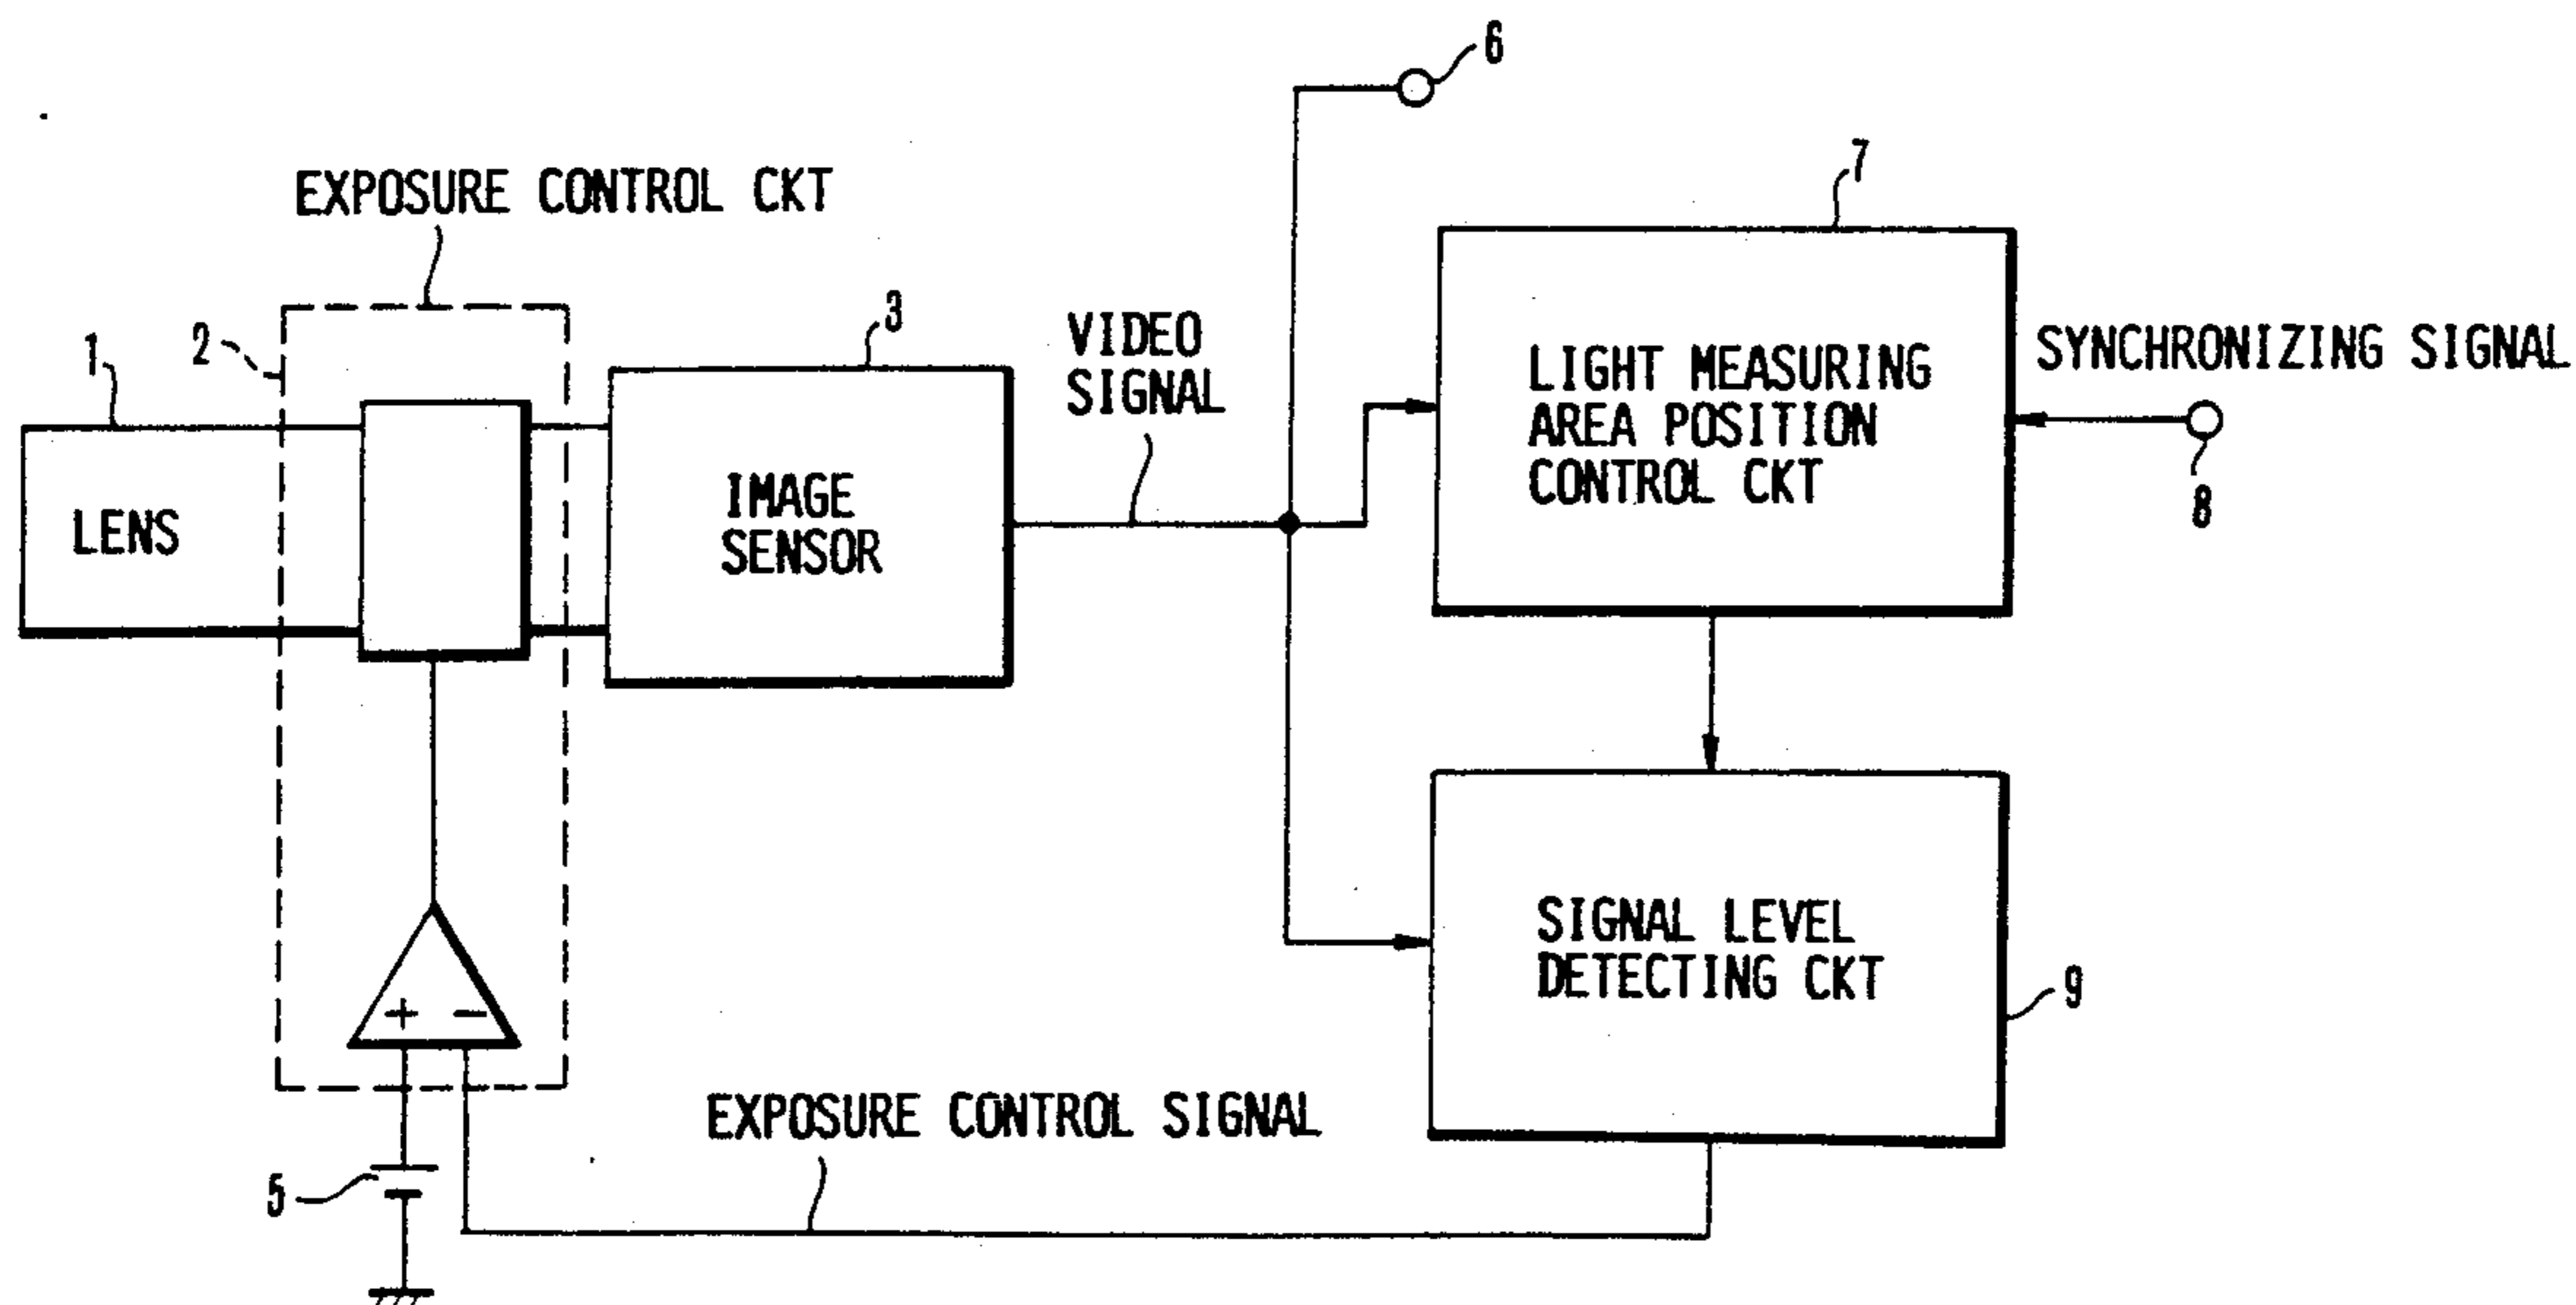 6
7
EXPOSURE CONTROL CKT
3
2
1
VIDEO
SIGNAL
SYNCHRONIZING SIGNAL
LIGHT MEASURING
AREA POSITION
CONTROL CKT
8
LENS
IMAGE
SENSOR
SIGNAL LEVEL
DETECTING CKT
9
+ −
EXPOSURE CONTROL SIGNAL
5